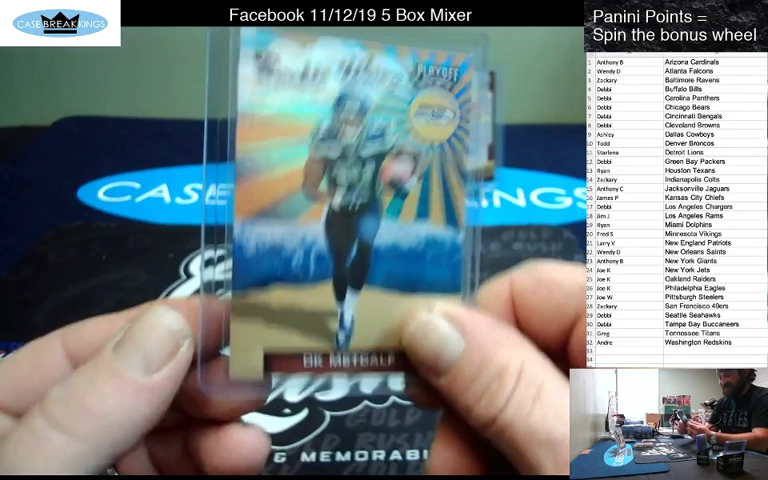 CASE BREAK KINGS
Facebook 11/12/19 5 Box Mixer
Panini Points =
Spin the bonus wheel
PLAYOFF
DK METCALF
CASE
KINGS
GOLD
RUSH
& MEMORABI
1 Anthony B Arizona Cardinals
2 Wendy D Atlanta Falcons
3 Zackary Baltimore Ravens
4 Debbi Buffalo Bills
5 Debbi Carolina Panthers
6 Debbi Chicago Bears
7 Debbi Cincinnati Bengals
8 Debbi Cleveland Browns
9 Ashley Dallas Cowboys
10 Todd Denver Broncos
11 Starlena Detroit Lions
12 Debbi Green Bay Packers
13 Ryan Houston Texans
14 Zackary Indianapolis Colts
15 Anthony C Jacksonville Jaguars
16 James P Kansas City Chiefs
17 Debbi Los Angeles Chargers
18 Jim J Los Angeles Rams
19 Ryan Miami Dolphins
20 Fred S Minnesota Vikings
21 Larry V New England Patriots
22 Wendy D New Orleans Saints
23 Anthony B New York Giants
24 Joe K New York Jets
25 Joe K Oakland Raiders
26 Joe K Philadelphia Eagles
27 Joe W Pittsburgh Steelers
28 Zackary San Francisco 49ers
29 Debbi Seattle Seahawks
30 Debbi Tampa Bay Buccaneers
31 Greg Tennessee Titans
32 Andre Washington Redskins
33
34